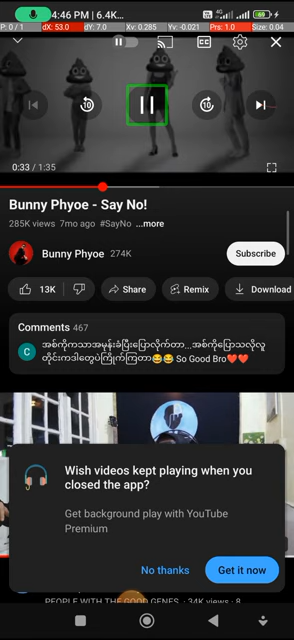 4:46 PM | 6.4K...
69
P: 0 / 1 dX: 53.0 dY: 7.0 Xv: 0.285 Yv: -0.021 Prs: 1.0 Size: 0.04
CC
10 10
0:33 / 1:35
Bunny Phyoe - Say No!
285K views 7mo ago #SayNo ...more
Bunny Phyoe 274K
Subscribe
13K Share Remix Download
Comments 467
C
အစ်ကိုကသာအမုန်းခံပြီးပြောလိုက်တာ...အစ်ကိုပြောသလိုလူ
တိုင်းကဒါတွေပဲကြိုက်ကြတာ😂😂 So Good Bro❤️❤️
Wish videos kept playing when you
closed the app?
Get background play with YouTube
Premium
No thanks Get it now
PEOPLE WITH THE GOOD GENES · 34K views · 8